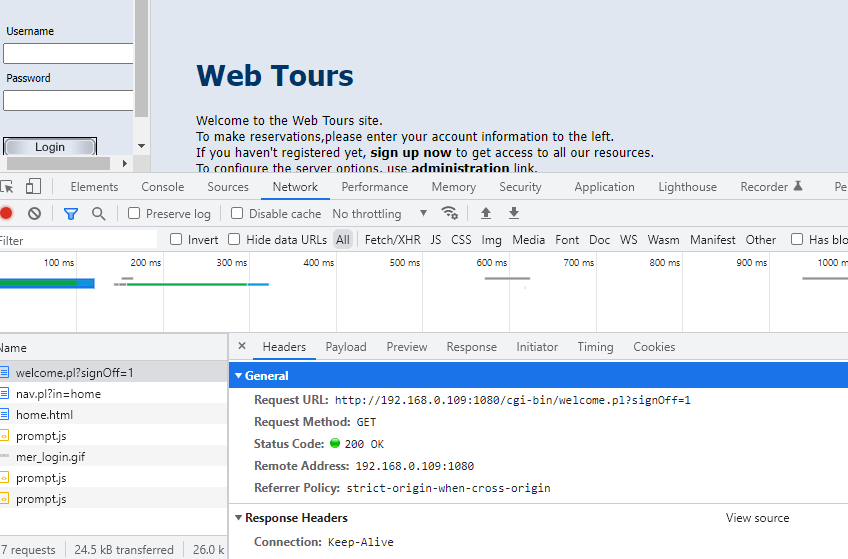 Username
Password
Login
Web Tours
Welcome to the Web Tours site.
To make reservations,please enter your account information to the left.
If you haven't registered yet, sign up now to get access to all our resources.
To configure the server options, use administration link.
Elements Console Sources Network Performance Memory Security Application Lighthouse Recorder Pe
Preserve log Disable cache No throttling
Filter Invert Hide data URLs All Fetch/XHR JS CSS Img Media Font Doc WS Wasm Manifest Other Has blo
100 ms 200 ms 300 ms 400 ms 500 ms 600 ms 700 ms 800 ms 900 ms 1000 m
Name
welcome.pl?signOff=1
nav.pl?in=home
home.html
prompt.js
mer_login.gif
prompt.js
prompt.js
7 requests 24.5 kB transferred 26.0 k
× Headers Payload Preview Response Initiator Timing Cookies
General
Request URL: http://192.168.0.109:1080/cgi-bin/welcome.pl?signOff=1
Request Method: GET
Status Code: 200 OK
Remote Address: 192.168.0.109:1080
Referrer Policy: strict-origin-when-cross-origin
Response Headers View source
Connection: Keep-Alive